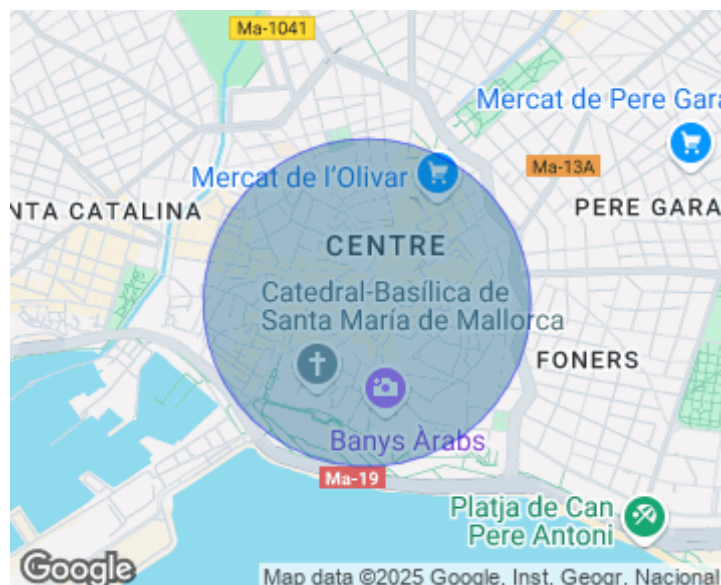 Ma-1041
Mercat de Pere Gara
Mercat de l'Olivar
Ma-13A
NTA CATALINA
PERE GARA
CENTRE
Catedral-Basílica de
Santa María de Mallorca
FONERS
Banys Àrabs
Ma-19
Platja de Can
Pere Antoni
Google
Map data ©2025 Google, Inst. Geogr. Nacional